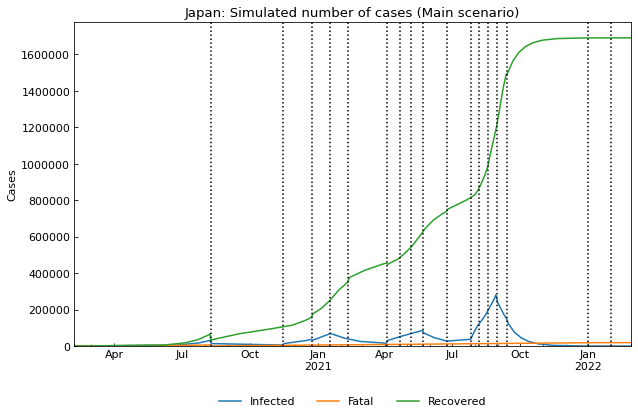 Japan: Simulated number of cases (Main scenario)
1600000
1400000
1200000
1000000
800000
600000
400000
200000
0
Cases
Apr Jul Oct Jan Apr Jul Oct Jan
2021 2022
Infected Fatal Recovered